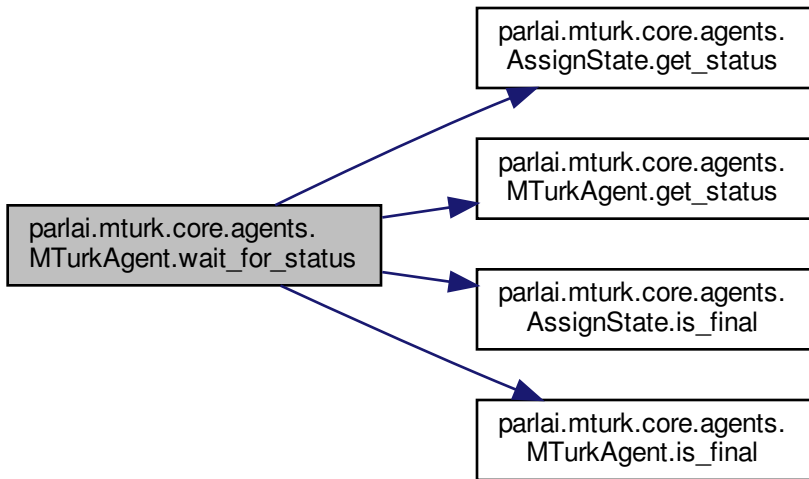 parlai.mturk.core.agents.
AssignState.get_status
parlai.mturk.core.agents.
MTurkAgent.get_status
parlai.mturk.core.agents.
MTurkAgent.wait_for_status
parlai.mturk.core.agents.
AssignState.is_final
parlai.mturk.core.agents.
MTurkAgent.is_final